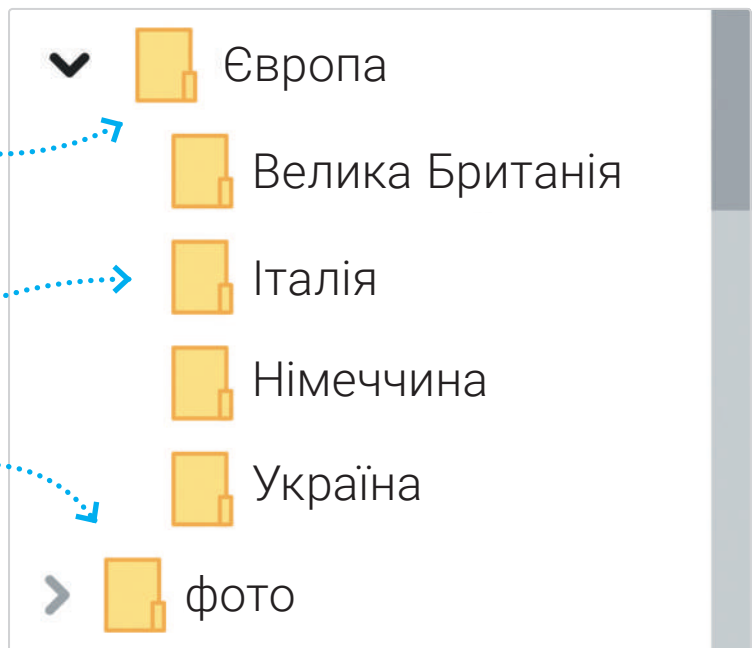 Європа
Велика Британія
Італія
Німеччина
Україна
фото